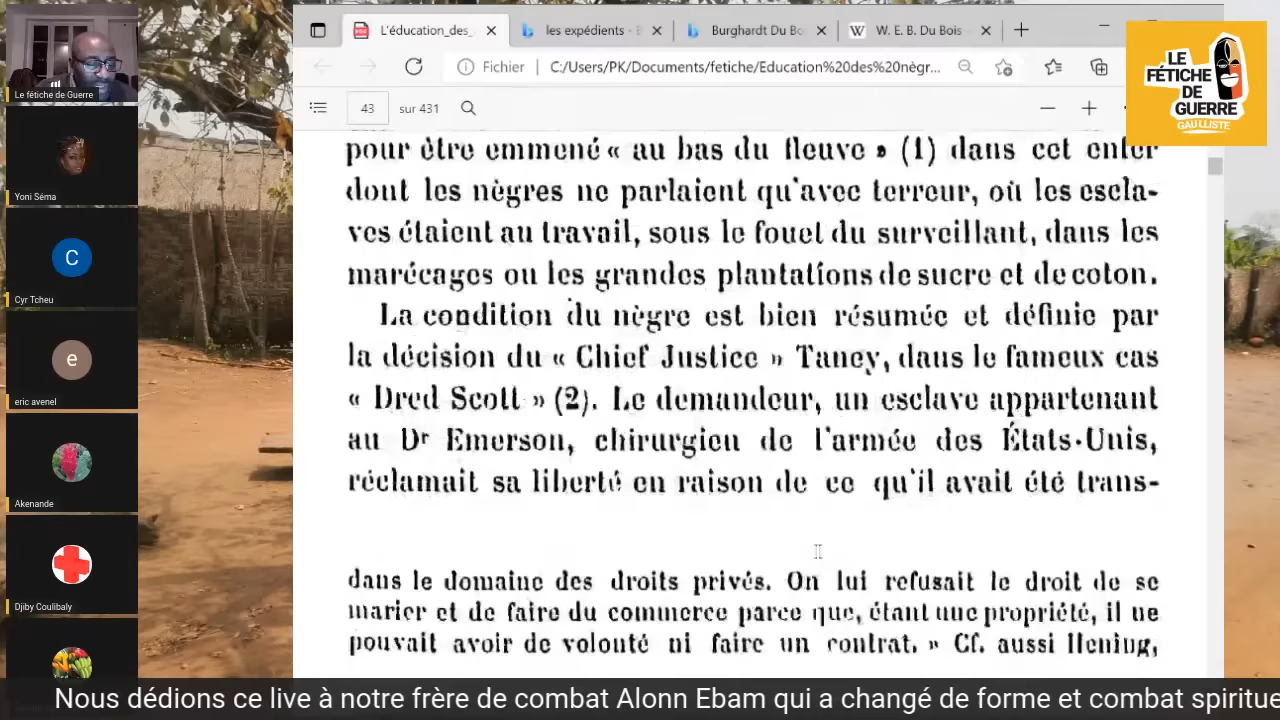 L'éducation_des_
les expédients -
Burghardt Du Bo
W. E. B. Du Bois
Fichier
C:/Users/PK/Documents/fetiche/Education%20des%20nègr...
43
sur 431
LE
FÉTICHE
DE
GUERRE
GAULLISTE
Le fétiche de Guerre
Yoni Séma
C
Cyr Tcheu
e
eric avenel
Akenande
Djiby Coulibaly
pour être emmené « au bas du fleuve » (1) dans cet enfer
dont les nègres ne parlaient qu'avec terreur, où les escla-
ves étaient au travail, sous le fouet du surveillant, dans les
marécages ou les grandes plantations de sucre et de coton.
La condition du nègre est bien résumée et définie par
la décision du « Chief Justice » Taney, dans le fameux cas
« Dred Scott » (2). Le demandeur, un esclave appartenant
au Dr Emerson, chirurgien de l'armée des États-Unis,
réclamait sa liberté en raison de ce qu'il avait été trans-
dans le domaine des droits privés. On lui refusait le droit de se
marier et de faire du commerce parce que, étant une propriété, il ne
pouvait avoir de volonté ni faire un contrat. » Cf. aussi Hening,
Nous dédions ce live à notre frère de combat Alonn Ebam qui a changé de forme et combat spiritue